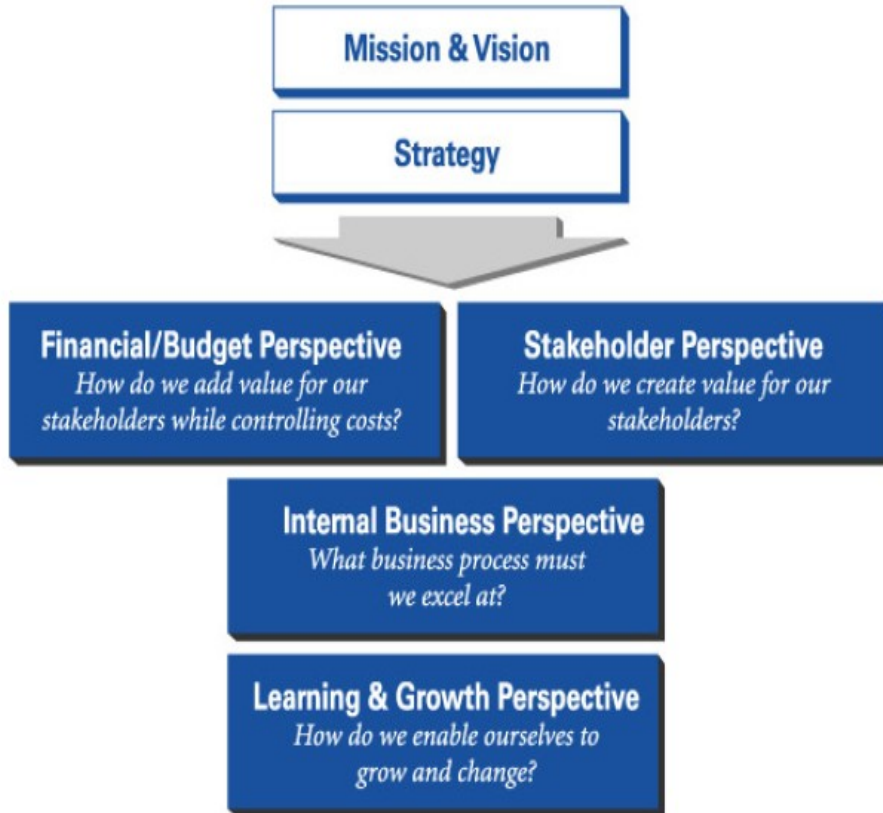 Mission & Vision
Strategy
Financial/Budget Perspective
How do we add value for our
stakeholders while controlling costs?
Stakeholder Perspective
How do we create value for our
stakeholders?
Internal Business Perspective
What business process must
we excel at?
Learning & Growth Perspective
How do we enable ourselves to
grow and change?